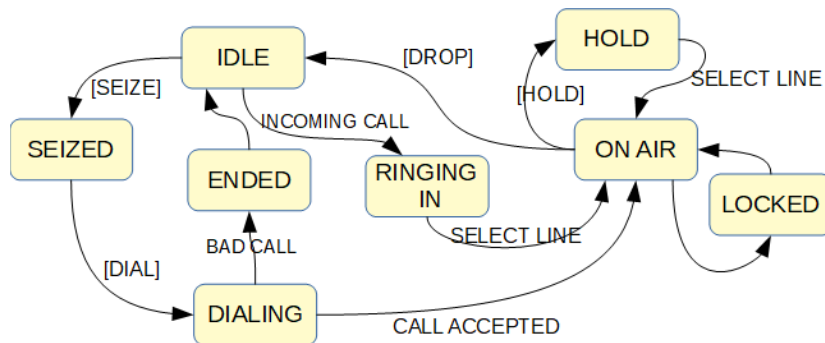 HOLD
IDLE
[DROP]
SELECT LINE
[SEIZE]
[HOLD]
INCOMING CALL
SEIZED
ENDED
RINGING
IN
ON AIR
LOCKED
SELECT LINE
BAD CALL
[DIAL]
DIALING
CALL ACCEPTED